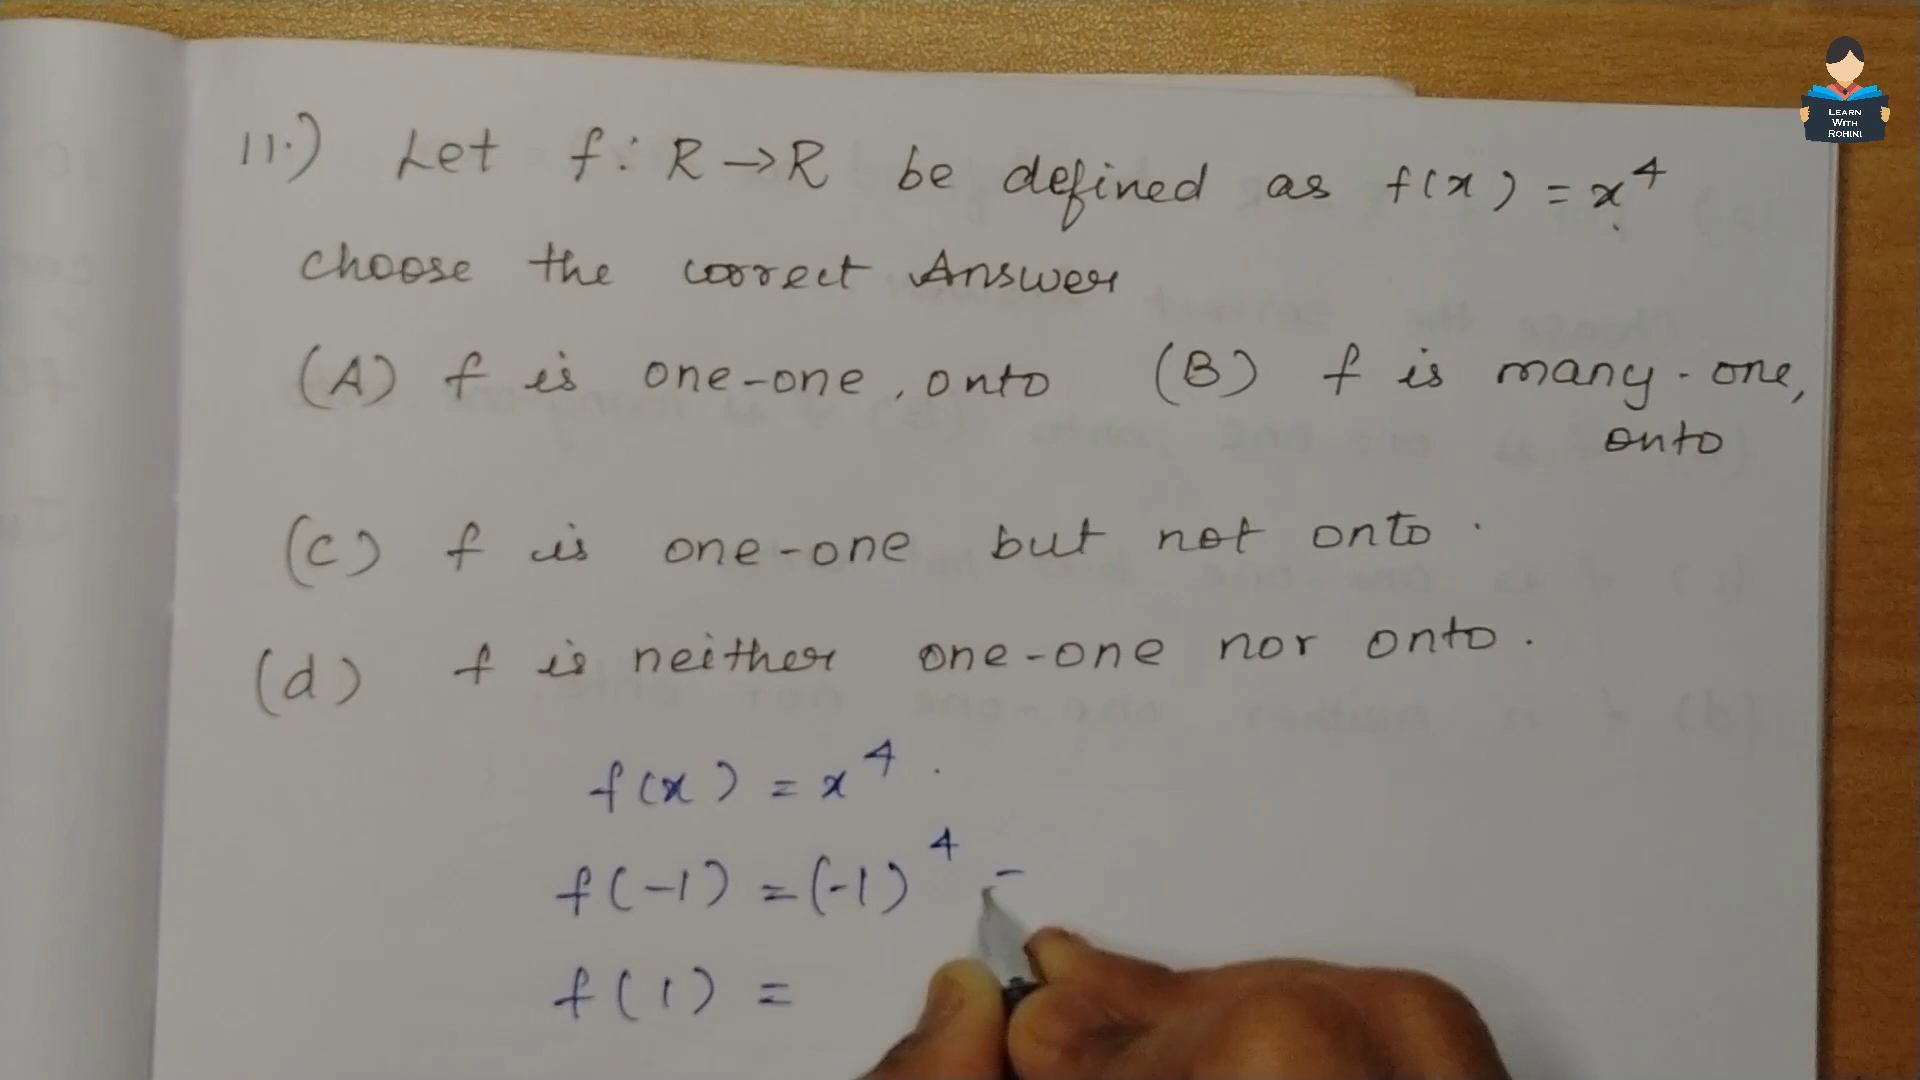 LEARN
WITH
ROHINI
11.) Let f: R→R be defined as f(x) = x⁴
choose the correct Answer
(A) f is one-one, onto (B) f is many-one,
onto
(C) f is one-one but not onto.
(d) f is neither one-one nor onto.
f(x) = x⁴.
f(-1) = (-1)⁴ -
f(1) =